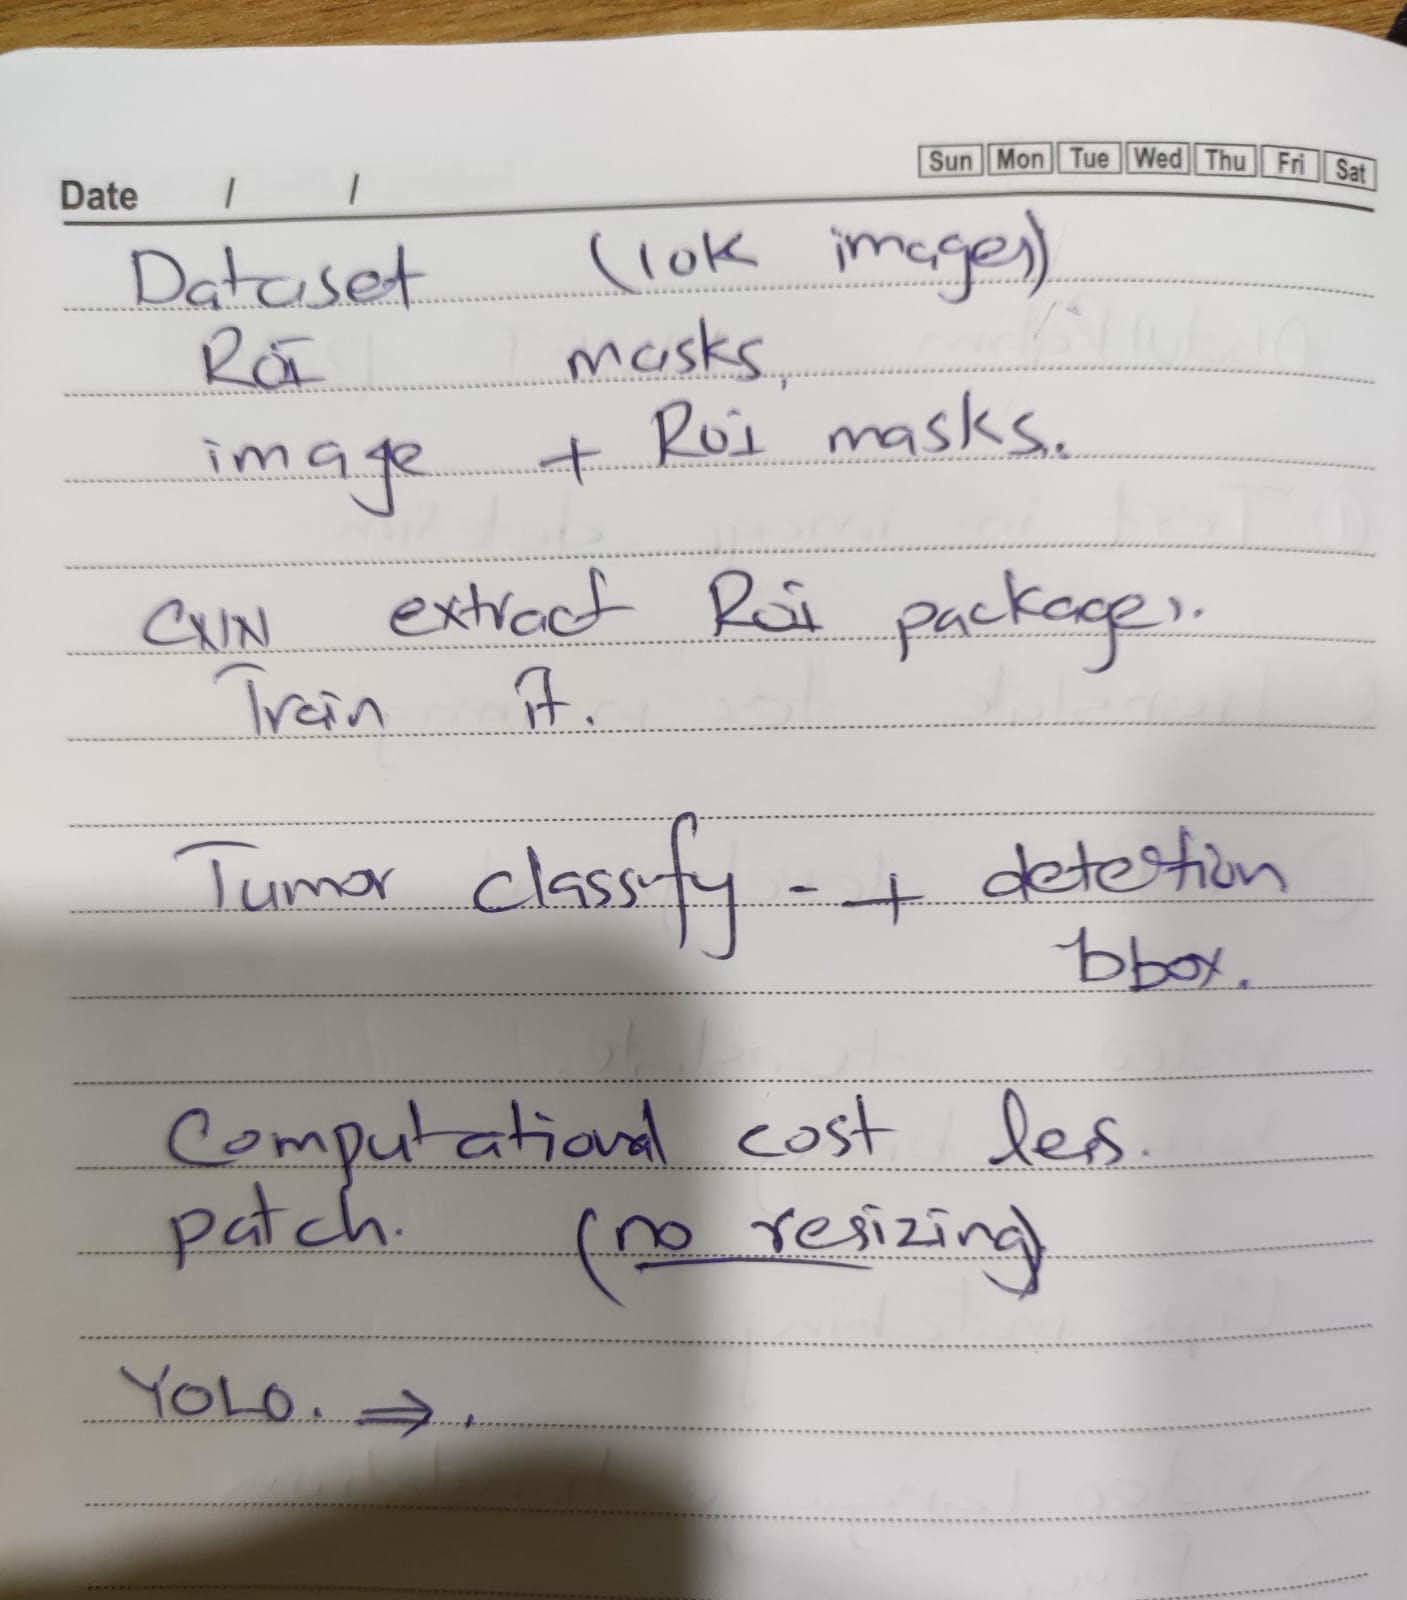 Sun Mon Tue Wed Thu Fri Sat
Date / /
Dataset (10K images)
ROI masks,
image + ROI masks.
CNN extract ROI packages.
Train it.
Tumor classify - + detection
bbox.
Computational cost less.
patch. (no resizing)
YOLO. ⇒ .